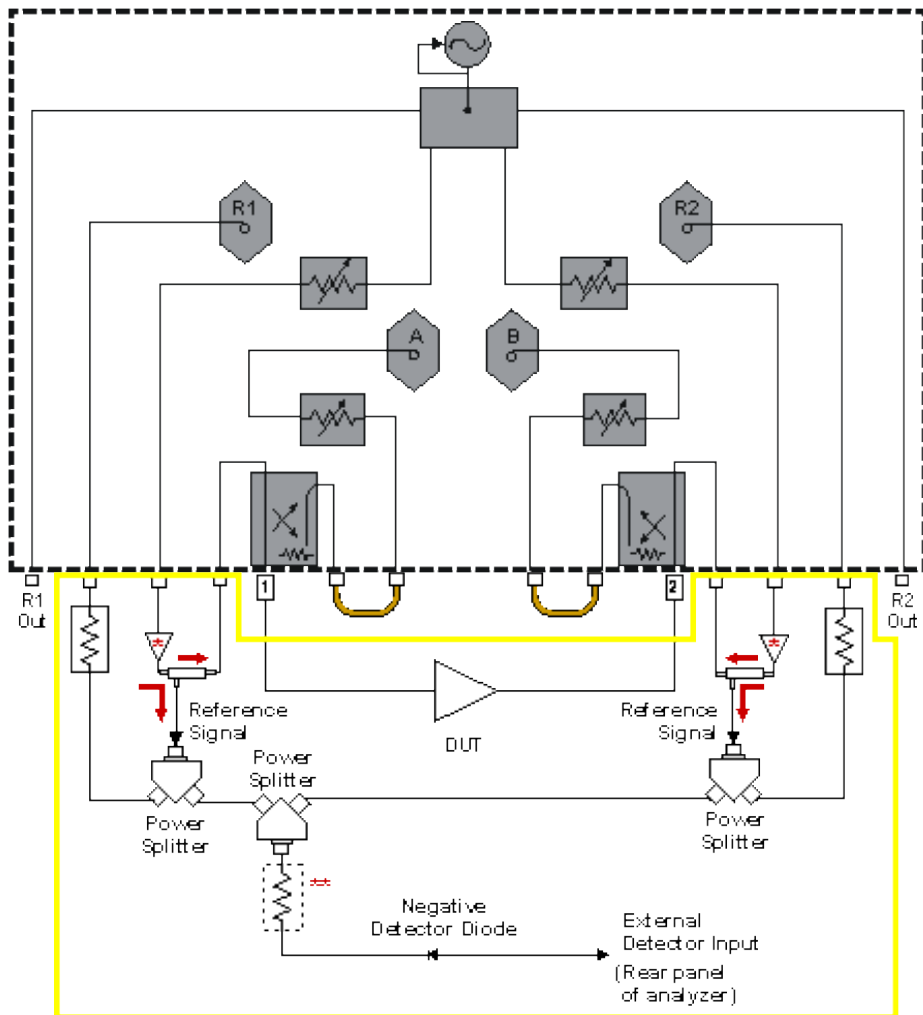 R1
R2
A
B
1
2
R1
Out
R2
Out
*
*
Reference
Signal
DUT
Reference
Signal
Power
Splitter
Power
Splitter
Power
Splitter
**
Negative
Detector Diode
External
Detector Input
(Rear panel
of analyzer)